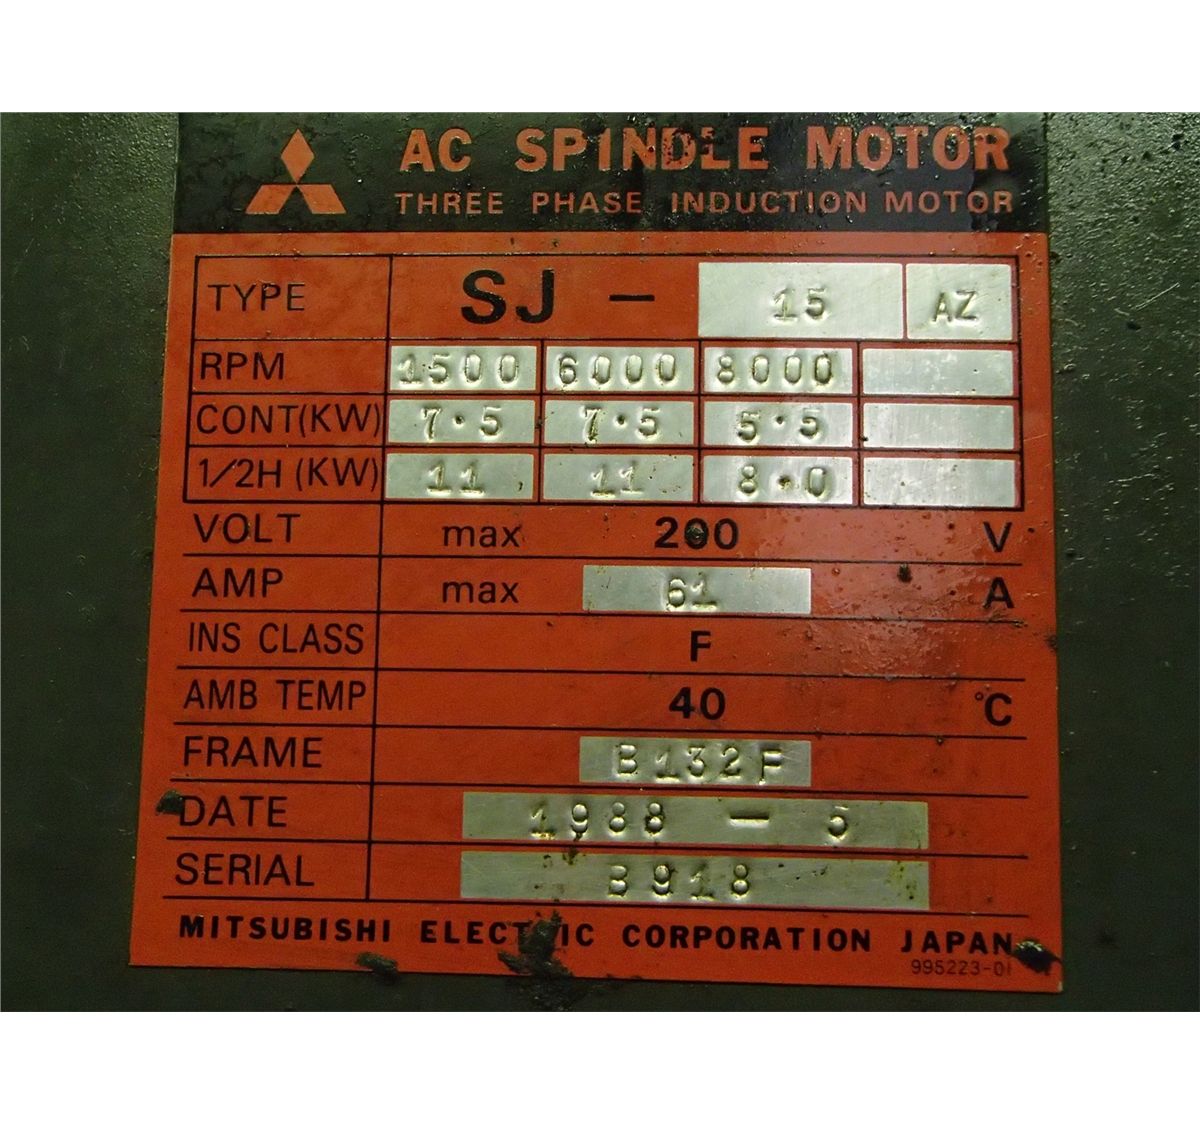 AC SPINDLE MOTOR
THREE PHASE INDUCTION MOTOR
TYPE SJ - 15 AZ
RPM 1500 6000 8000
CONT(KW) 7.5 7.5 5.5
1/2H (KW) 11 11 8.0
VOLT max 200 V
AMP max 61 A
INS CLASS F
AMB TEMP 40 °C
FRAME B132F
DATE 1988 - 5
SERIAL B918
MITSUBISHI ELECTRIC CORPORATION JAPAN
995223-01